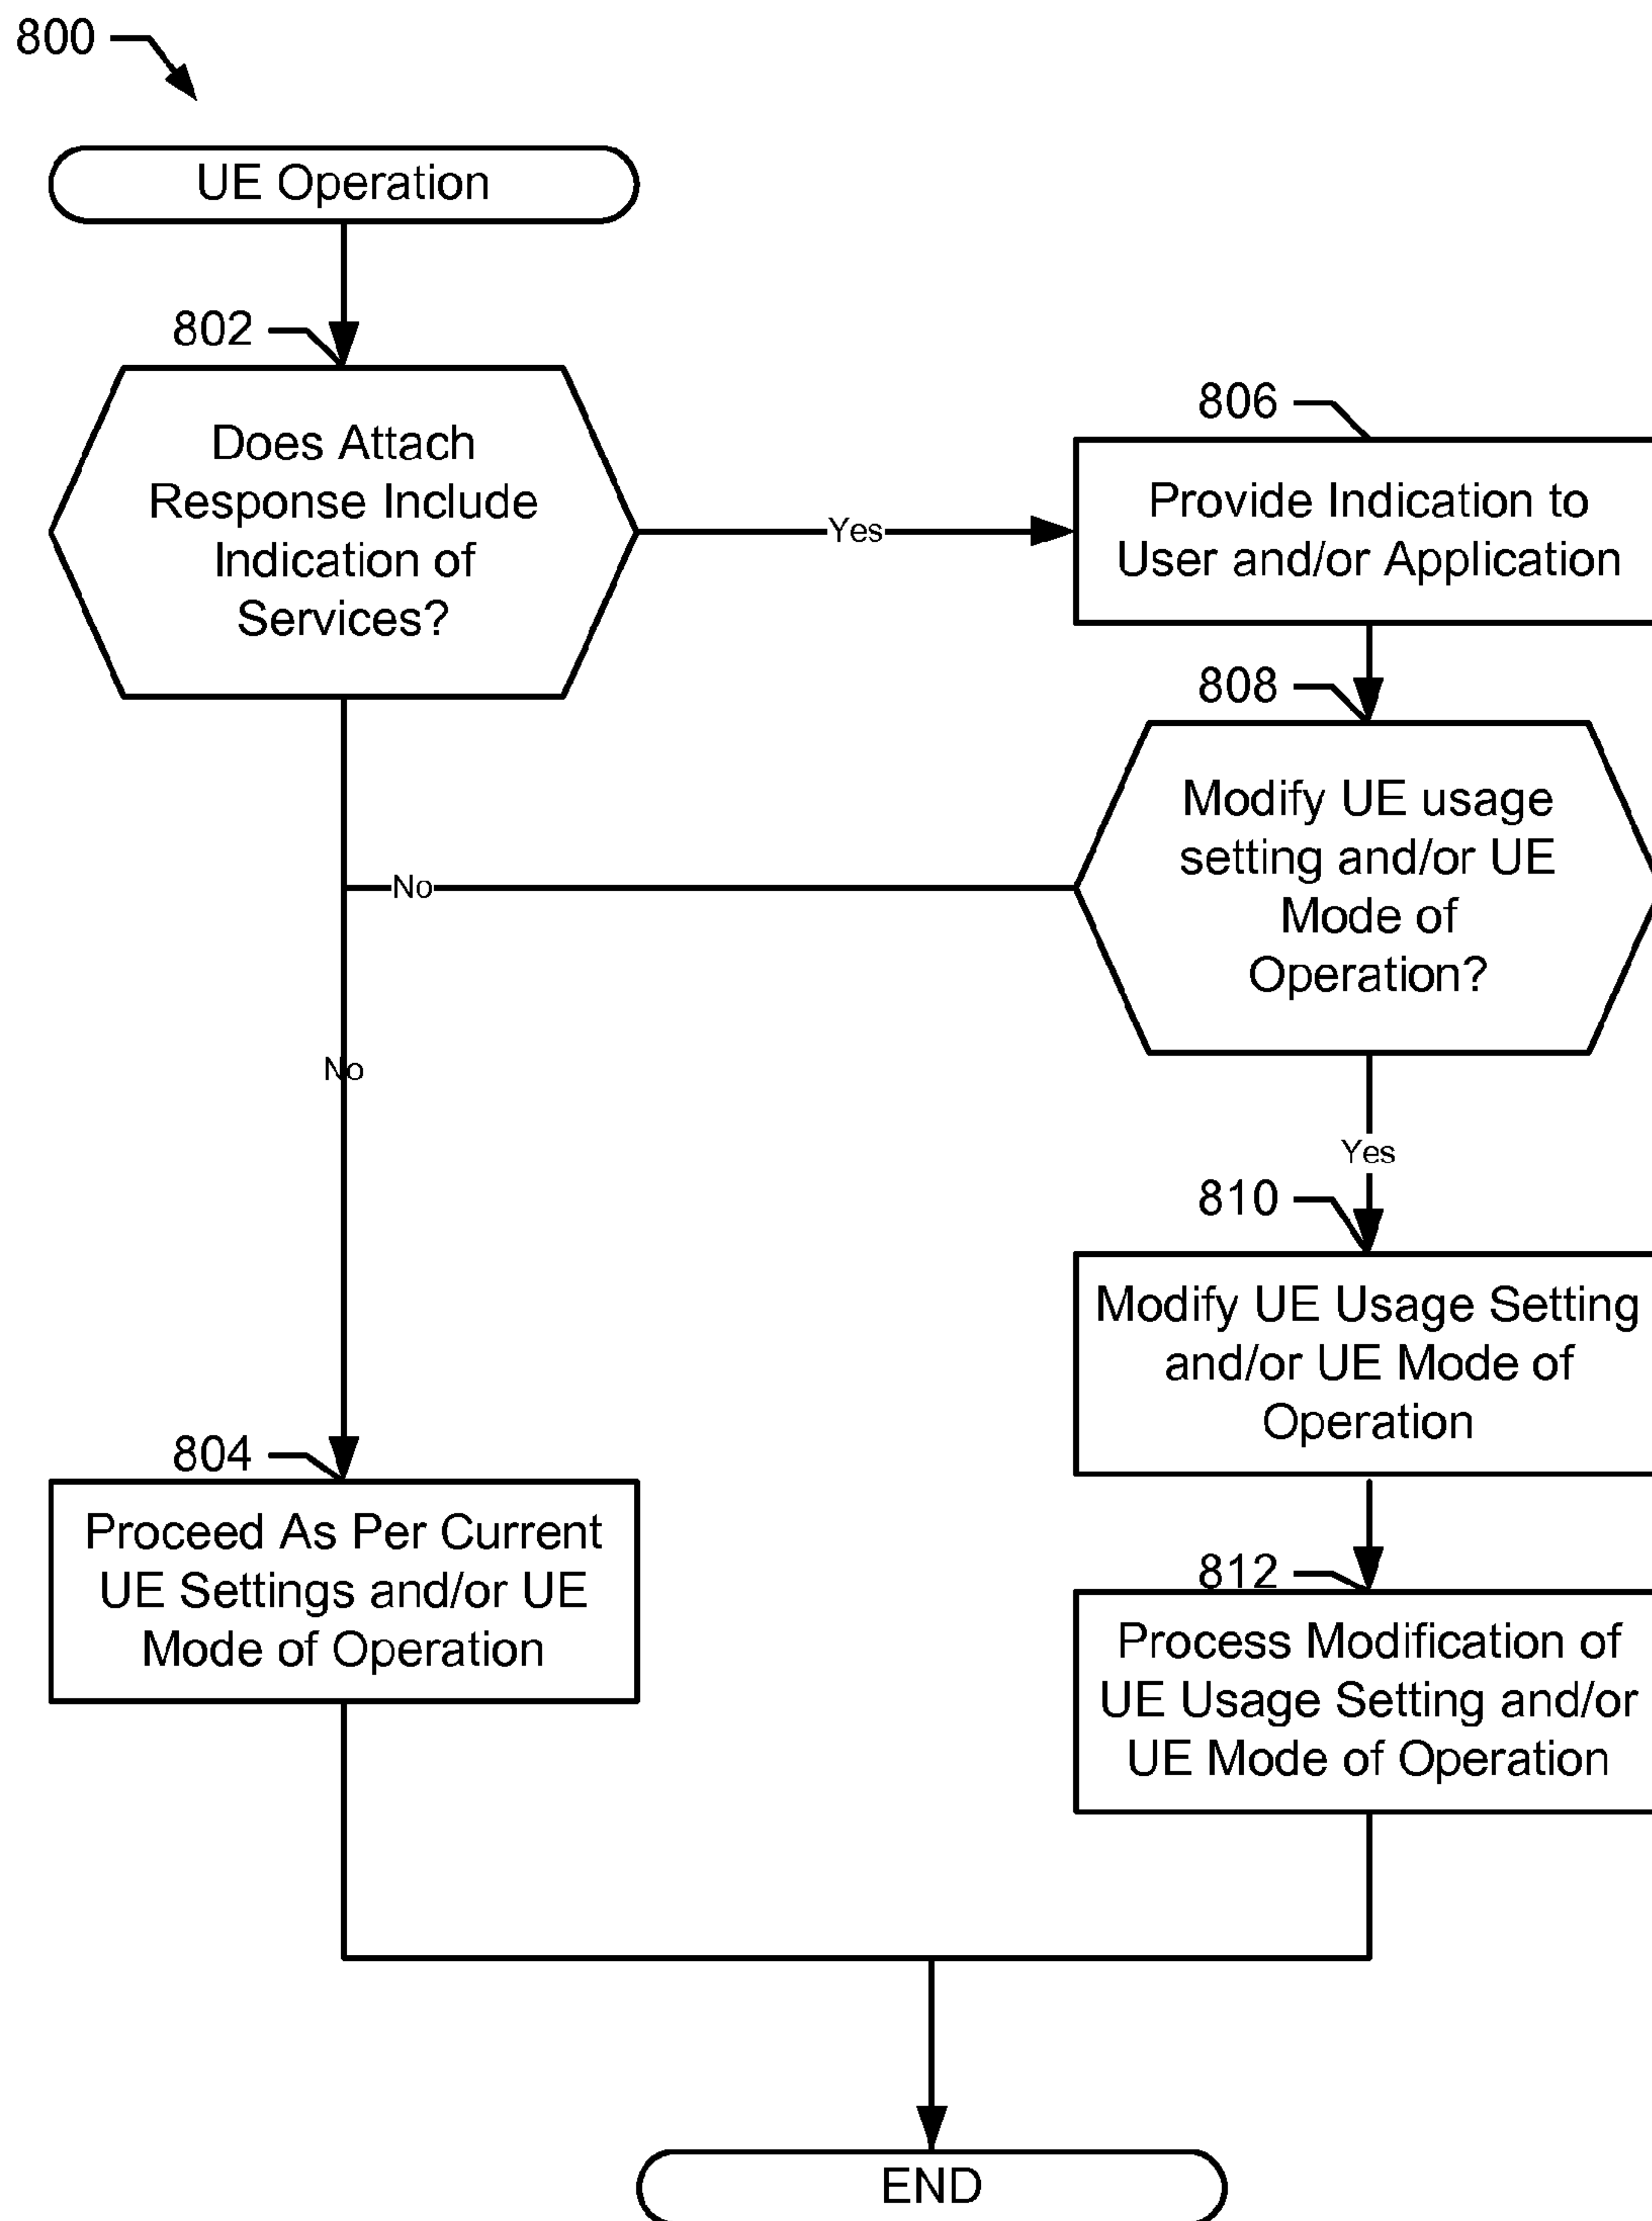 800
UE Operation
802
Does Attach
Response Include
Indication of
Services?
Yes
806
Provide Indication to
User and/or Application
808
Modify UE usage
setting and/or UE
Mode of
Operation?
No
No
Yes
810
Modify UE Usage Setting
and/or UE Mode of
Operation
804
Proceed As Per Current
UE Settings and/or UE
Mode of Operation
812
Process Modification of
UE Usage Setting and/or
UE Mode of Operation
END